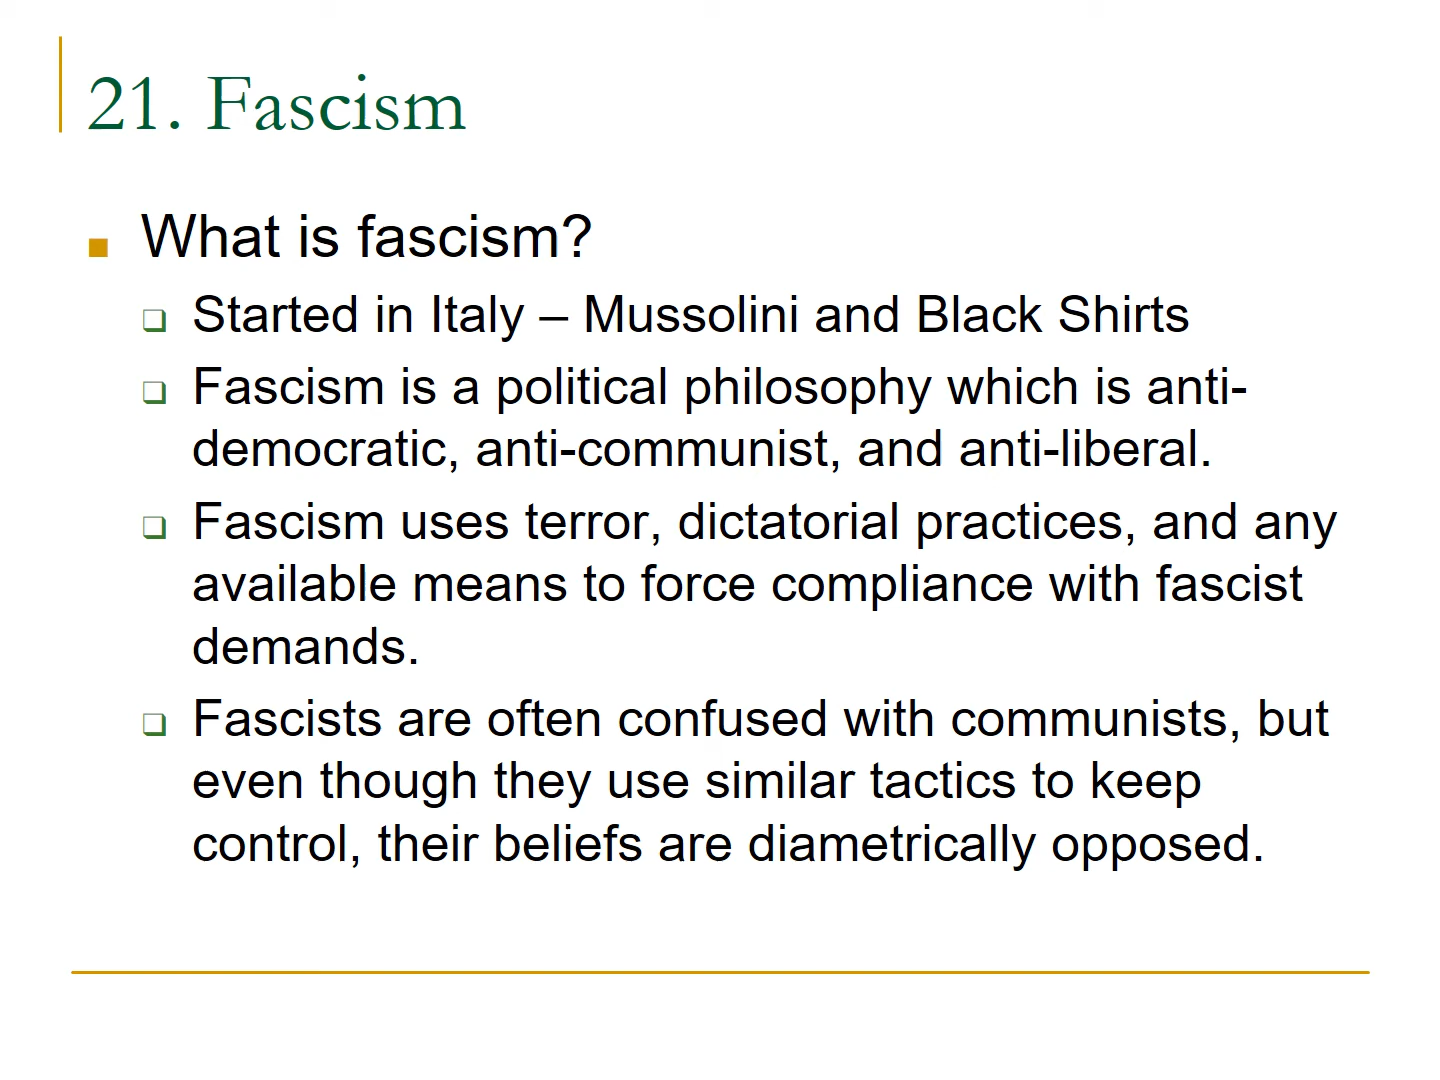 21. Fascism
What is fascism?
Started in Italy – Mussolini and Black Shirts
Fascism is a political philosophy which is anti-
democratic, anti-communist, and anti-liberal.
Fascism uses terror, dictatorial practices, and any
available means to force compliance with fascist
demands.
Fascists are often confused with communists, but
even though they use similar tactics to keep
control, their beliefs are diametrically opposed.